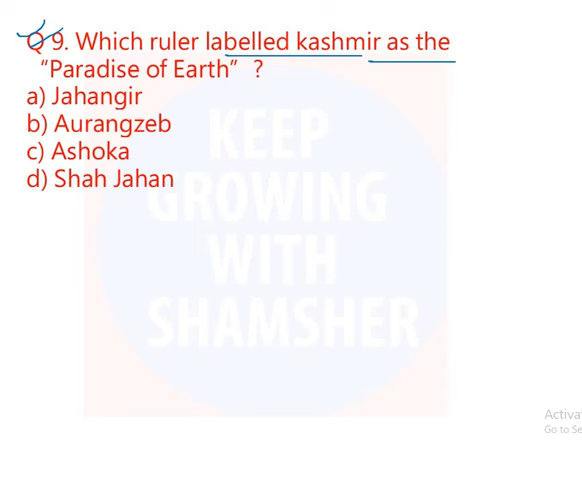 Q 9. Which ruler labelled kashmir as the
“Paradise of Earth” ?
a) Jahangir
b) Aurangzeb
c) Ashoka
d) Shah Jahan
KEEP
GROWING
WITH
SHAMSHER
Activa
Go to Se